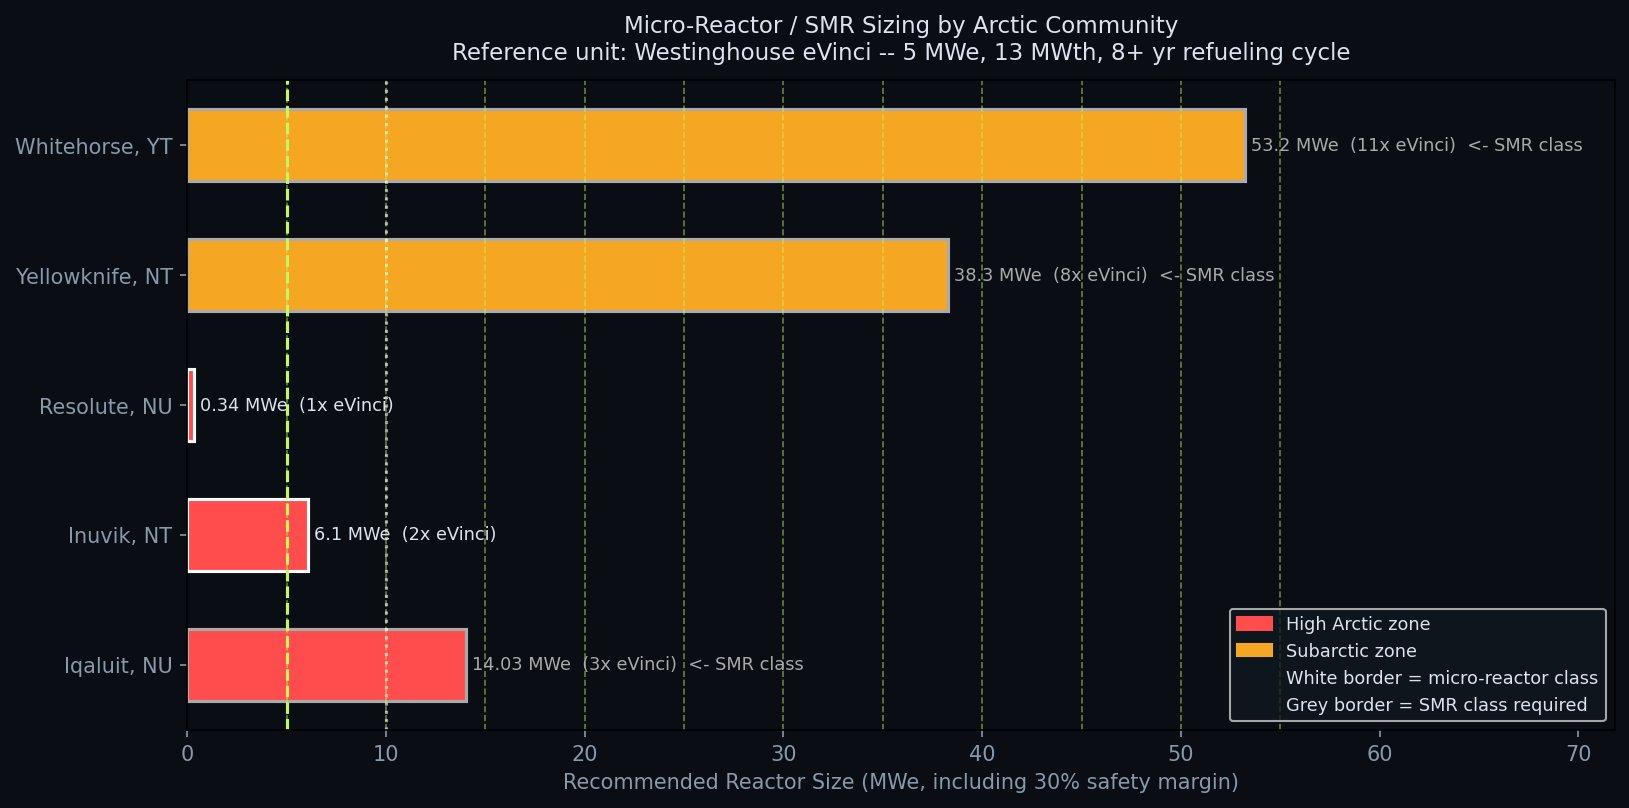 Micro-Reactor / SMR Sizing by Arctic Community
Reference unit: Westinghouse eVinci -- 5 MWe, 13 MWth, 8+ yr refueling cycle
Whitehorse, YT
53.2 MWe (11x eVinci) <- SMR class
Yellowknife, NT
38.3 MWe (8x eVinci) <- SMR class
Resolute, NU
0.34 MWe (1x eVinci)
Inuvik, NT
6.1 MWe (2x eVinci)
Iqaluit, NU
14.03 MWe (3x eVinci) <- SMR class
High Arctic zone
Subarctic zone
White border = micro-reactor class
Grey border = SMR class required
0 10 20 30 40 50 60 70
Recommended Reactor Size (MWe, including 30% safety margin)